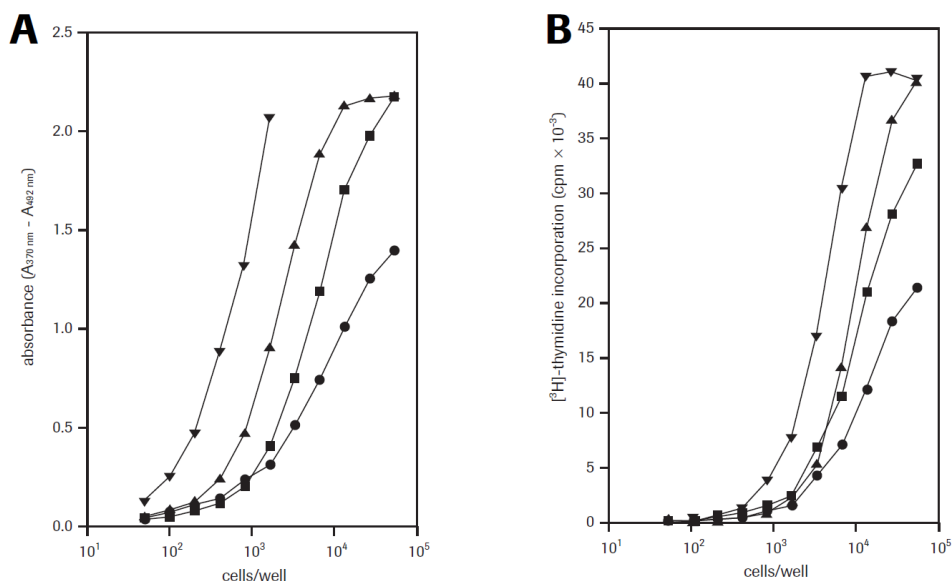 A
2.5
2.0
1.5
1.0
0.5
0.0
absorbance (A370 nm - A492 nm)
10¹ 10² 10³ 10⁴ 10⁵
cells/well
B
45
40
35
30
25
20
15
10
5
0
[³H]-thymidine incorporation (cpm × 10⁻³)
10¹ 10² 10³ 10⁴ 10⁵
cells/well